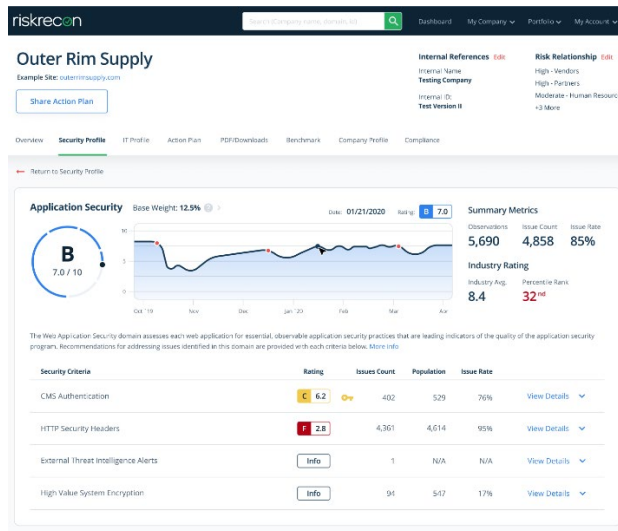 riskrecon
Search (Company name, domain, id)
Dashboard
My Company
Portfolio
My Account
Outer Rim Supply
Example Site: outerrimsupply.com
Share Action Plan
Internal References Edit
Internal Name
Testing Company
Internal ID:
Test Version II
Risk Relationship Edit
High - Vendors
High - Partners
Moderate - Human Resourc
+3 More
Overview
Security Profile
IT Profile
Action Plan
PDF/Downloads
Benchmark
Company Profile
Compliance
Return to Security Profile
Application Security
Base Weight: 12.5%
Date: 01/21/2020
Rating: B 7.0
B
7.0 / 10
10
5
0
Oct '19
Nov
Dec
Jan '20
Feb
Mar
Apr
Summary Metrics
Observations
Issue Count
Issue Rate
5,690
4,858
85%
Industry Rating
Industry Avg.
Percentile Rank
8.4
32nd
The Web Application Security domain assesses each web application for essential, observable application security practices that are leading indicators of the quality of the application security
program. Recommendations for addressing issues identified in this domain are provided with each criteria below. More info
Security Criteria Rating Issues Count Population Issue Rate
CMS Authentication C 6.2 402 529 76% View Details
HTTP Security Headers F 2.8 4,361 4,614 95% View Details
External Threat Intelligence Alerts Info 1 N/A N/A View Details
High Value System Encryption Info 94 547 17% View Details